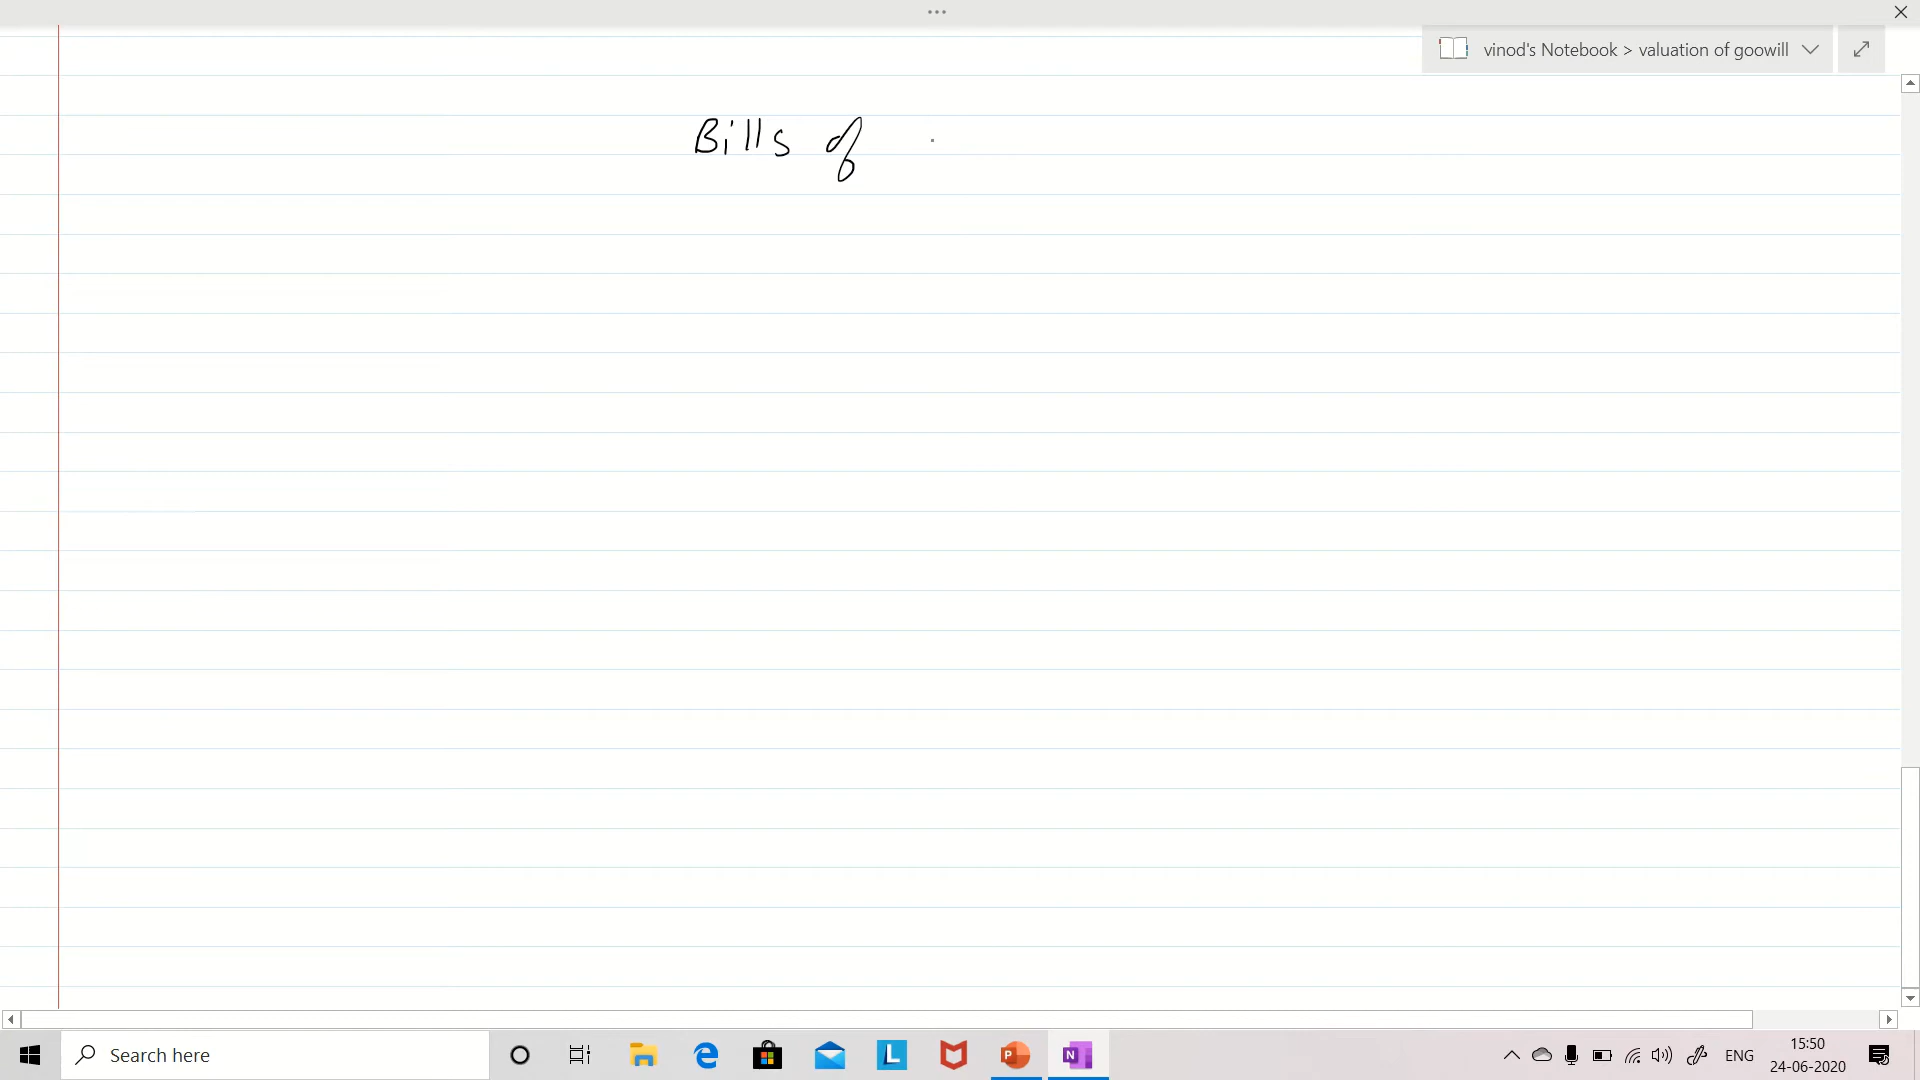 vinod's Notebook > valuation of goowill
Bills of
Search here
ENG
15:50
24-06-2020